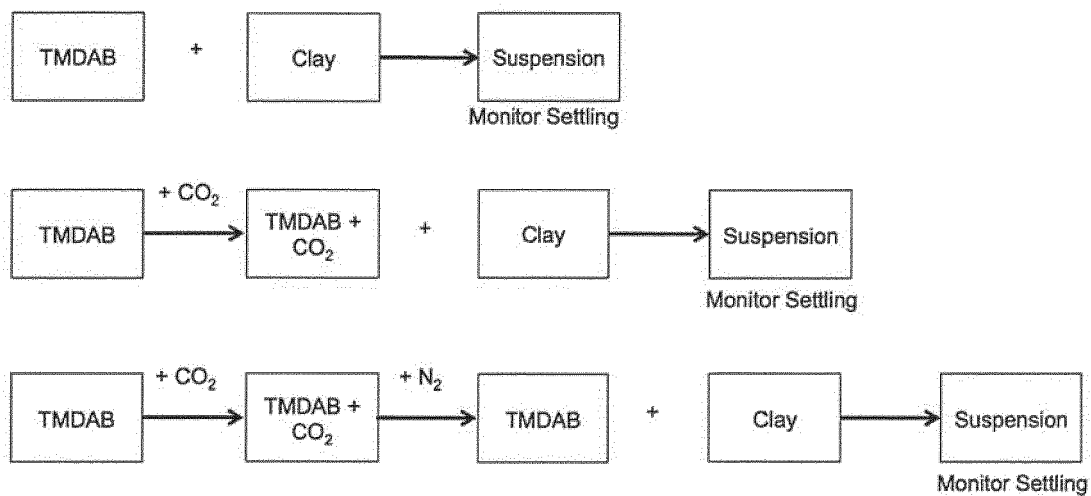 TMDAB + Clay Suspension
Monitor Settling
+ CO₂
TMDAB TMDAB + CO₂ + Clay Suspension
Monitor Settling
+ CO₂ + N₂
TMDAB TMDAB + CO₂ TMDAB + Clay Suspension
Monitor Settling